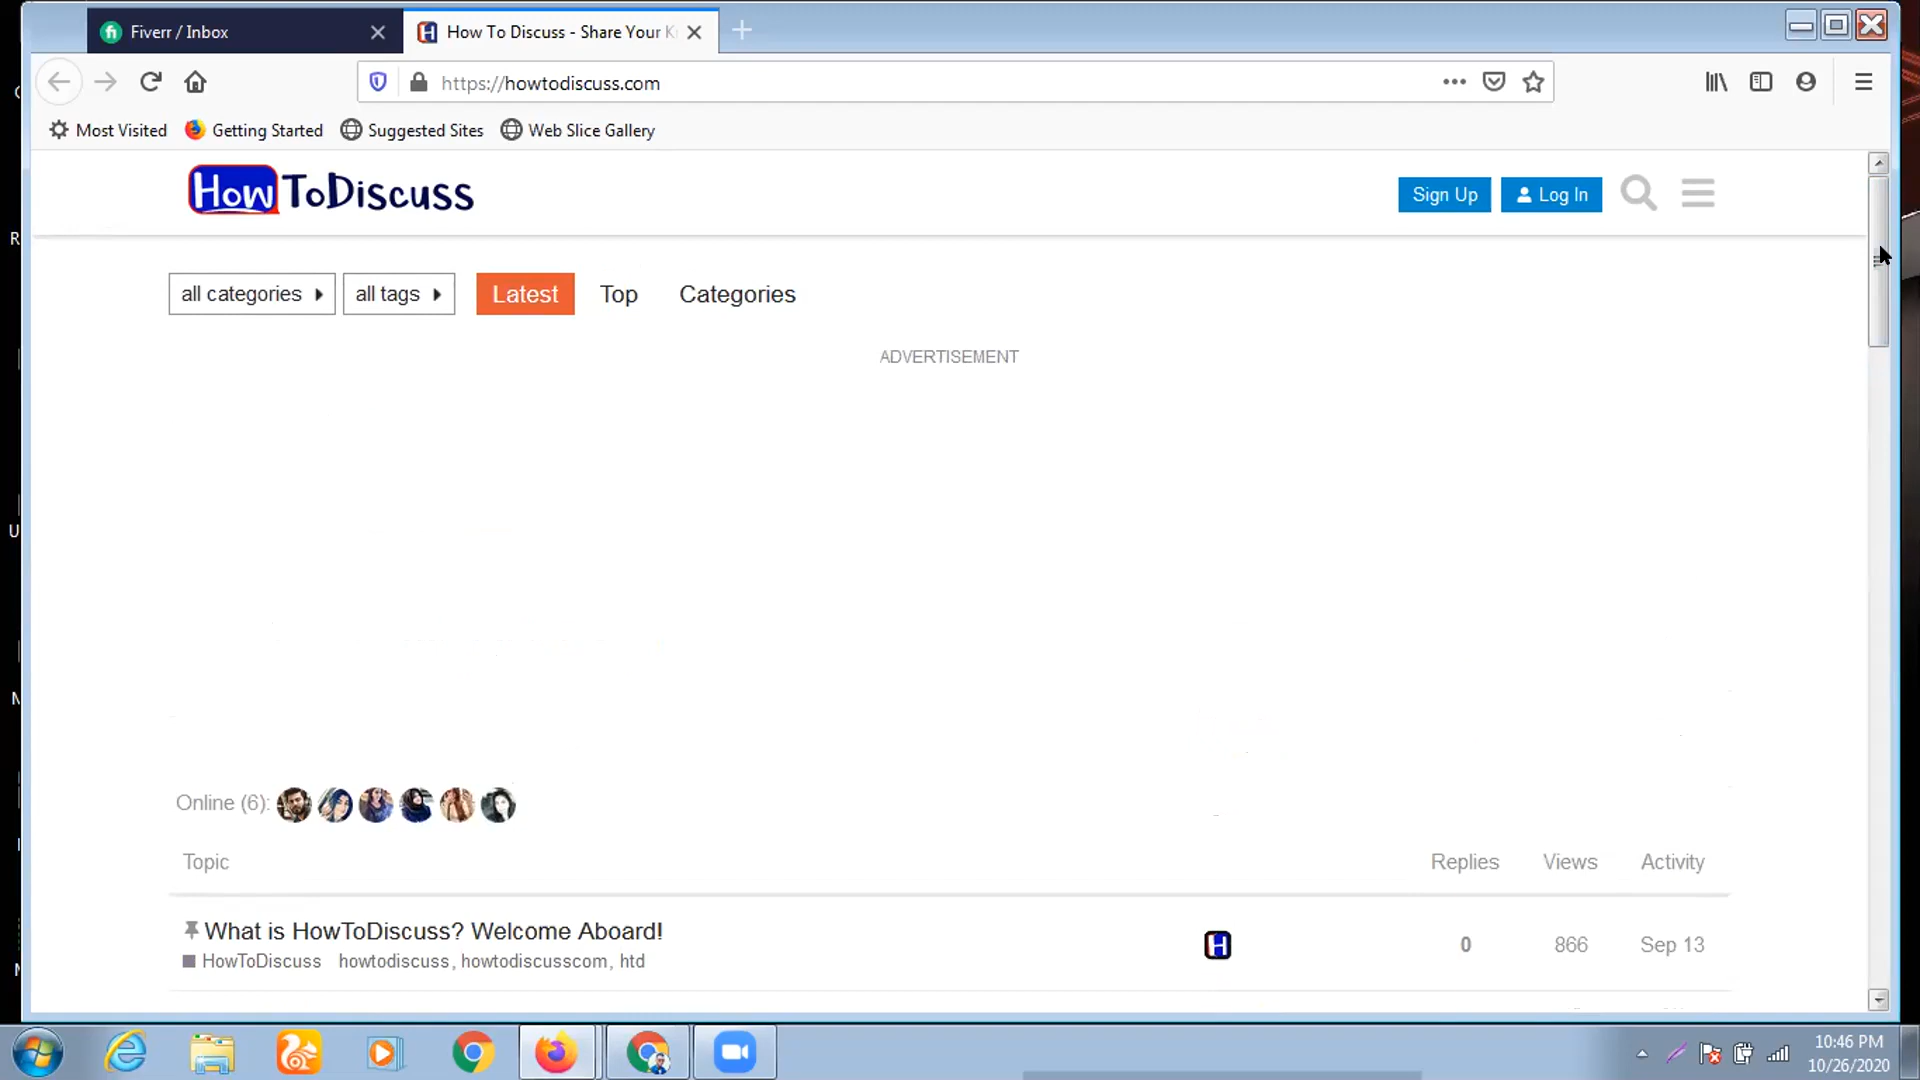 Fiverr / Inbox
How To Discuss - Share Your K
https://howtodiscuss.com
Most Visited
Getting Started
Suggested Sites
Web Slice Gallery
How ToDiscuss
Sign Up
Log In
all categories
all tags
Latest
Top
Categories
ADVERTISEMENT
Online (6):
Topic
Replies
Views
Activity
What is HowToDiscuss? Welcome Aboard!
H
0
866
Sep 13
HowToDiscuss howtodiscuss, howtodiscusscom, htd
R
U
10:46 PM
10/26/2020